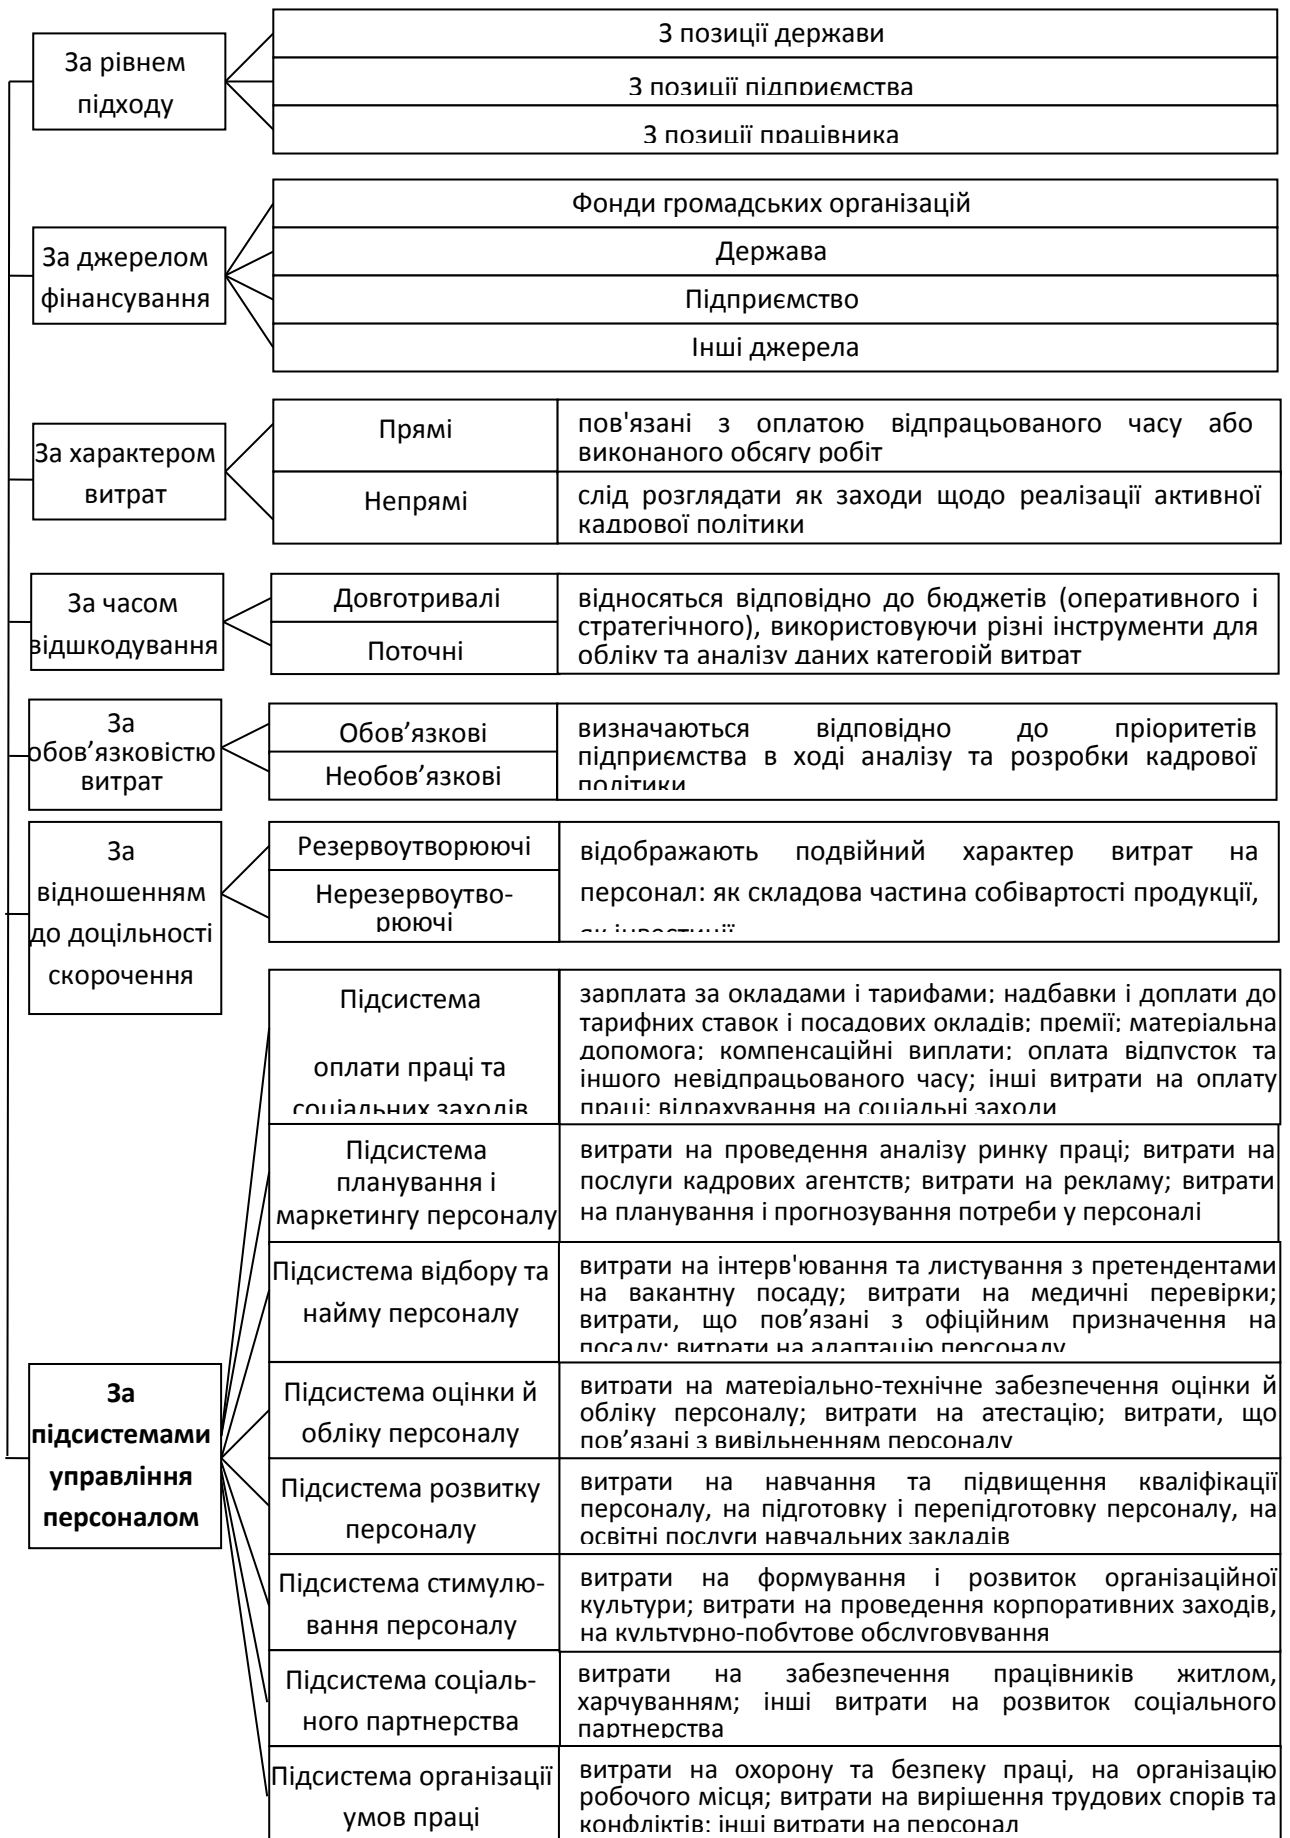 За рівнем
підходу
З позиції держави
З позиції підприємства
З позиції працівника
За джерелом
фінансування
Фонди громадських організацій
Держава
Підприємство
Інші джерела
За характером
витрат
Прямі
пов'язані з оплатою відпрацьованого часу або
виконаного обсягу робіт
Непрямі
слід розглядати як заходи щодо реалізації активної
кадрової політики
За часом
відшкодування
Довготривалі
Поточні
відносяться відповідно до бюджетів (оперативного і
стратегічного), використовуючи різні інструменти для
обліку та аналізу даних категорій витрат
За
обов’язковістю
витрат
Обов’язкові
Необов’язкові
визначаються відповідно до пріоритетів
підприємства в ході аналізу та розробки кадрової
політики
За
відношенням
до доцільності
скорочення
Резервоутворюючі
Нерезервоутво-
рюючі
відображають подвійний характер витрат на
персонал: як складова частина собівартості продукції,
як інвестиції
За
підсистемами
управління
персоналом
Підсистема
оплати праці та
соціальних заходів
зарплата за окладами і тарифами; надбавки і доплати до
тарифних ставок і посадових окладів; премії; матеріальна
допомога; компенсаційні виплати; оплата відпусток та
іншого невідпрацьованого часу; інші витрати на оплату
праці; відрахування на соціальні заходи
Підсистема
планування і
маркетингу персоналу
витрати на проведення аналізу ринку праці; витрати на
послуги кадрових агентств; витрати на рекламу; витрати
на планування і прогнозування потреби у персоналі
Підсистема відбору та
найму персоналу
витрати на інтерв'ювання та листування з претендентами
на вакантну посаду; витрати на медичні перевірки;
витрати, що пов’язані з офіційним призначення на
посаду; витрати на адаптацію персоналу
Підсистема оцінки й
обліку персоналу
витрати на матеріально-технічне забезпечення оцінки й
обліку персоналу; витрати на атестацію; витрати, що
пов’язані з вивільненням персоналу
Підсистема розвитку
персоналу
витрати на навчання та підвищення кваліфікації
персоналу, на підготовку і перепідготовку персоналу, на
освітні послуги навчальних закладів
Підсистема стимулю-
вання персоналу
витрати на формування і розвиток організаційної
культури; витрати на проведення корпоративних заходів,
на культурно-побутове обслуговування
Підсистема соціаль-
ного партнерства
витрати на забезпечення працівників житлом,
харчуванням; інші витрати на розвиток соціального
партнерства
Підсистема організації
умов праці
витрати на охорону та безпеку праці, на організацію
робочого місця; витрати на вирішення трудових спорів та
конфліктів; інші витрати на персонал